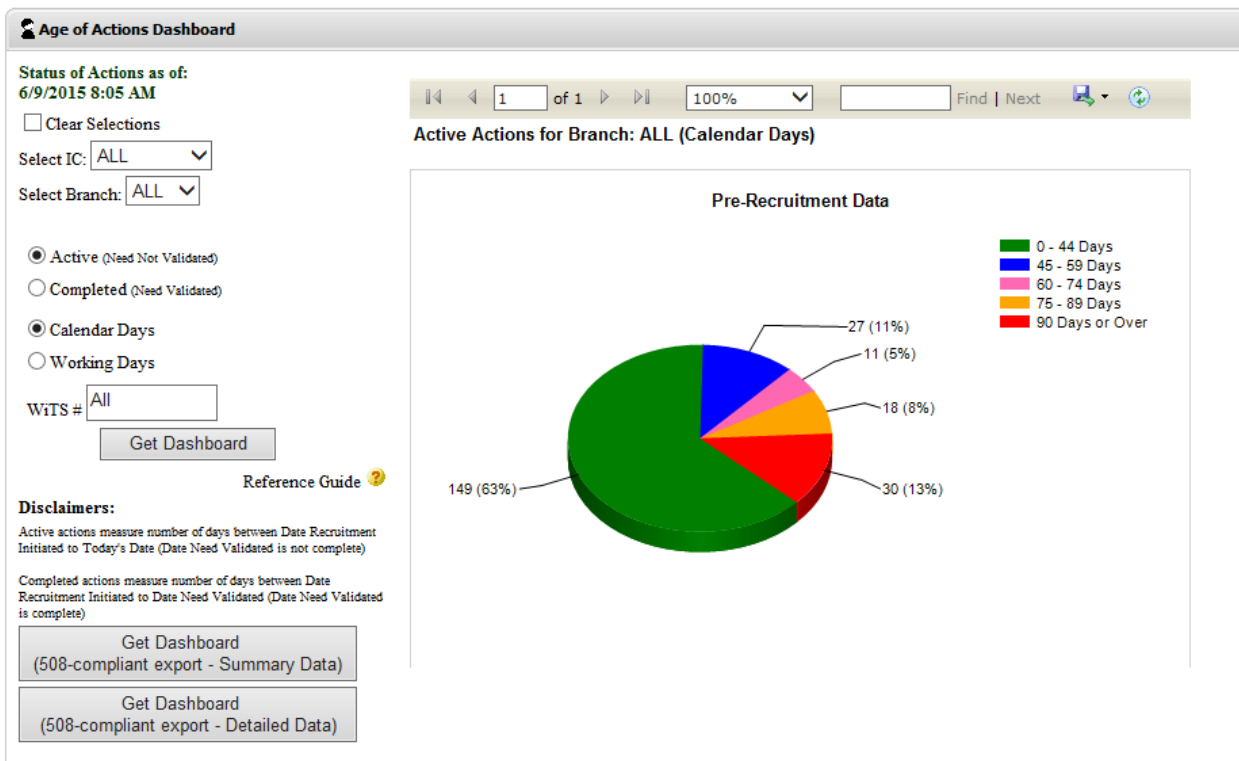 Age of Actions Dashboard
Status of Actions as of:
6/9/2015 8:05 AM
Clear Selections
Select IC: ALL
Select Branch: ALL
Active (Need Not Validated)
Completed (Need Validated)
Calendar Days
Working Days
WiTS # All
Get Dashboard
Reference Guide ?
Disclaimers:
Active actions measure number of days between Date Recruitment
Initiated to Today's Date (Date Need Validated is not complete)
Completed actions measure number of days between Date
Recruitment Initiated to Date Need Validated (Date Need Validated
is complete)
Get Dashboard
(508-compliant export - Summary Data)
Get Dashboard
(508-compliant export - Detailed Data)
1 of 1 100% Find | Next
Active Actions for Branch: ALL (Calendar Days)
Pre-Recruitment Data
0 - 44 Days
45 - 59 Days
60 - 74 Days
75 - 89 Days
90 Days or Over
27 (11%)
11 (5%)
18 (8%)
30 (13%)
149 (63%)